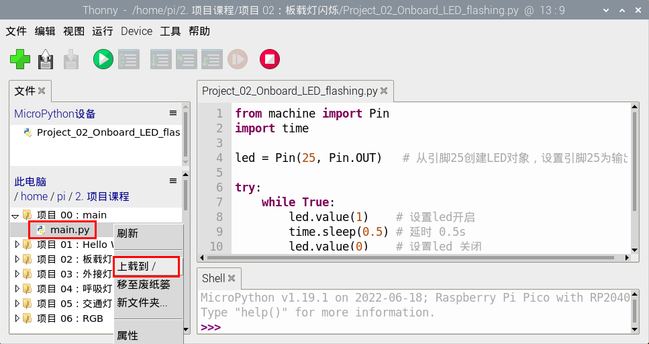 Thonny - /home/pi/2. 项目课程/项目 02：板载灯闪烁/Project_02_Onboard_LED_flashing.py @ 13 : 9
文件 编辑 视图 运行 Device 工具 帮助
文件
MicroPython设备
Project_02_Onboard_LED_flas
此电脑
/ home / pi / 2. 项目课程
项目 00：main
main.py
项目 01：Hello W
项目 02：板载灯
项目 03：外接灯
项目 04：呼吸灯
项目 05：交通灯
项目 06：RGB
刷新
上载到 /
移至废纸篓
新文件夹...
属性
Project_02_Onboard_LED_flashing.py
1 from machine import Pin
2 import time
3
4 led = Pin(25, Pin.OUT) # 从引脚25创建LED对象，设置引脚25为输出
5
6 try:
7 while True:
8 led.value(1) # 设置led开启
9 time.sleep(0.5) # 延时 0.5s
10 led.value(0) # 设置led 关闭
Shell
MicroPython v1.19.1 on 2022-06-18; Raspberry Pi Pico with RP2040
Type "help()" for more information.
>>>